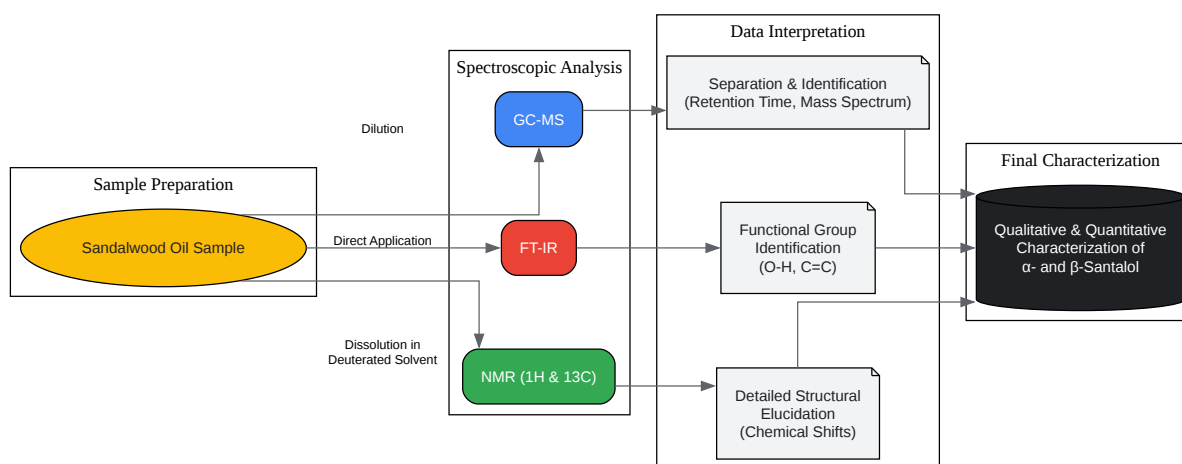 Sample Preparation
Sandalwood Oil Sample
Dilution
Direct Application
Dissolution in
Deuterated Solvent
Spectroscopic Analysis
GC-MS
FT-IR
NMR (1H & 13C)
Data Interpretation
Separation & Identification
(Retention Time, Mass Spectrum)
Functional Group
Identification
(O-H, C=C)
Detailed Structural
Elucidation
(Chemical Shifts)
Final Characterization
Qualitative & Quantitative
Characterization of
α- and β-Santalol